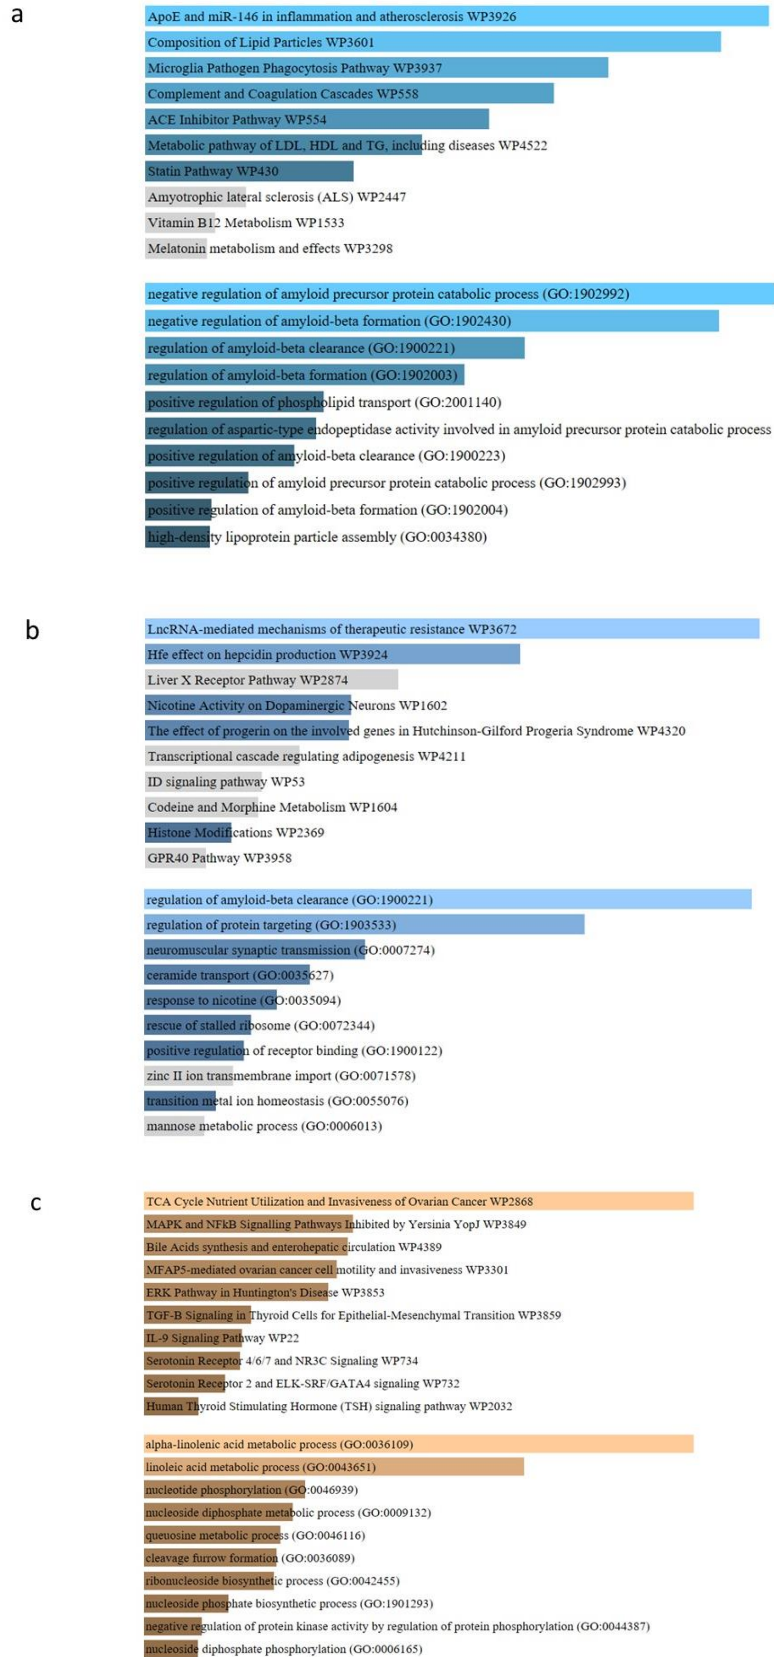 a
ApoE and miR-146 in inflammation and atherosclerosis WP3926
Composition of Lipid Particles WP3601
Microglia Pathogen Phagocytosis Pathway WP3937
Complement and Coagulation Cascades WP558
ACE Inhibitor Pathway WP554
Metabolic pathway of LDL, HDL and TG, including diseases WP4522
Statin Pathway WP430
Amyotrophic lateral sclerosis (ALS) WP2447
Vitamin B12 Metabolism WP1533
Melatonin metabolism and effects WP3298
negative regulation of amyloid precursor protein catabolic process (GO:1902992)
negative regulation of amyloid-beta formation (GO:1902430)
regulation of amyloid-beta clearance (GO:1900221)
regulation of amyloid-beta formation (GO:1902003)
positive regulation of phospholipid transport (GO:2001140)
regulation of aspartic-type endopeptidase activity involved in amyloid precursor protein catabolic process
positive regulation of amyloid-beta clearance (GO:1900223)
positive regulation of amyloid precursor protein catabolic process (GO:1902993)
positive regulation of amyloid-beta formation (GO:1902004)
high-density lipoprotein particle assembly (GO:0034380)
b
LncRNA-mediated mechanisms of therapeutic resistance WP3672
Hfe effect on hepcidin production WP3924
Liver X Receptor Pathway WP2874
Nicotine Activity on Dopaminergic Neurons WP1602
The effect of progerin on the involved genes in Hutchinson-Gilford Progeria Syndrome WP4320
Transcriptional cascade regulating adipogenesis WP4211
ID signaling pathway WP53
Codeine and Morphine Metabolism WP1604
Histone Modifications WP2369
GPR40 Pathway WP3958
regulation of amyloid-beta clearance (GO:1900221)
regulation of protein targeting (GO:1903533)
neuromuscular synaptic transmission (GO:0007274)
ceramide transport (GO:0035627)
response to nicotine (GO:0035094)
rescue of stalled ribosome (GO:0072344)
positive regulation of receptor binding (GO:1900122)
zinc II ion transmembrane import (GO:0071578)
transition metal ion homeostasis (GO:0055076)
mannose metabolic process (GO:0006013)
c
TCA Cycle Nutrient Utilization and Invasiveness of Ovarian Cancer WP2868
MAPK and NFkB Signalling Pathways Inhibited by Yersinia YopJ WP3849
Bile Acids synthesis and enterohepatic circulation WP4389
MFAP5-mediated ovarian cancer cell motility and invasiveness WP3301
ERK Pathway in Huntington's Disease WP3853
TGF-B Signaling in Thyroid Cells for Epithelial-Mesenchymal Transition WP3859
IL-9 Signaling Pathway WP22
Serotonin Receptor 4/6/7 and NR3C Signaling WP734
Serotonin Receptor 2 and ELK-SRF/GATA4 signaling WP732
Human Thyroid Stimulating Hormone (TSH) signaling pathway WP2032
alpha-linolenic acid metabolic process (GO:0036109)
linoleic acid metabolic process (GO:0043651)
nucleotide phosphorylation (GO:0046939)
nucleoside diphosphate metabolic process (GO:0009132)
queuosine metabolic process (GO:0046116)
cleavage furrow formation (GO:0036089)
ribonucleoside biosynthetic process (GO:0042455)
nucleoside phosphate biosynthetic process (GO:1901293)
negative regulation of protein kinase activity by regulation of protein phosphorylation (GO:0044387)
nucleoside diphosphate phosphorylation (GO:0006165)